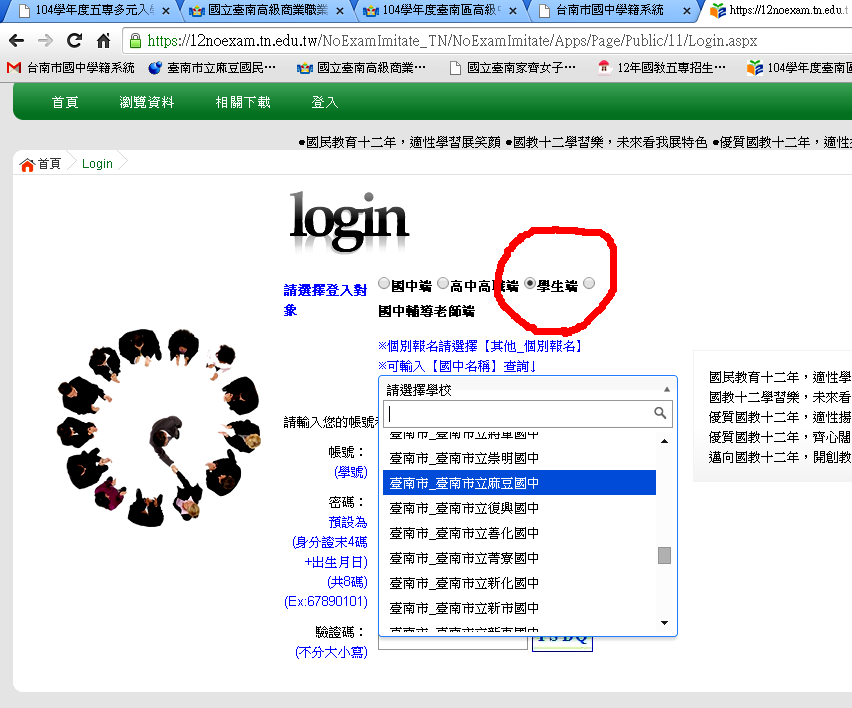 104學年度五專多元入
國立臺南高級商業職業
104學年度臺南區高級
台南市國中學籍系統
https://12noexam.tn.edu.t
https://12noexam.tn.edu.tw/NoExamImitate_TN/NoExamImitate/Apps/Page/Public/11/Login.aspx
台南市國中學籍系統
臺南市立麻豆國民…
國立臺南高級商業…
國立臺南家齊女子…
12年國教五專招生…
104學年度臺南區
首頁 瀏覽資料 相關下載 登入
●國民教育十二年，適性學習展笑顏 ●國教十二學習樂，未來看我展特色 ●優質國教十二年，適性
首頁 Login
login
請選擇登入對象
國中端 高中高職端 學生端
國中輔導老師端
※個別報名請選擇【其他_個別報名】
※可輸入【國中名稱】查詢↓
請選擇學校
請輸入您的帳號
臺南市_臺南市立將軍國中
臺南市_臺南市立崇明國中
臺南市_臺南市立麻豆國中
臺南市_臺南市立復興國中
臺南市_臺南市立善化國中
臺南市_臺南市立菁寮國中
臺南市_臺南市立新化國中
臺南市_臺南市立新市國中
臺南市_臺南市立新東國中
帳號：
(學號)
密碼：
預設為
(身分證末4碼
+出生月日)
(共8碼)
(Ex:67890101)
驗證碼：
(不分大小寫)
國民教育十二年，適性學
國教十二學習樂，未來看
優質國教十二年，適性揚
優質國教十二年，齊心闊
邁向國教十二年，開創教